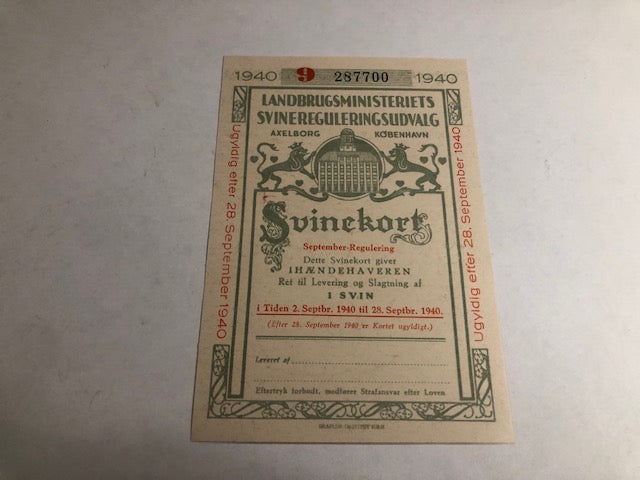 1940 9 287700 1940
LANDBRUGSMINISTERIETS
SVINEREGULERINGSUDVALG
AXELBORG KØBENHAVN
Svinekort
September-Regulering
Dette Svinekort giver
IHÆNDEHAVEREN
Ret til Levering og Slagtning af
1 SVIN
i Tiden 2. Septbr. 1940 til 28. Septbr. 1940.
(Efter 28. September 1940 er Kortet ugyldigt.)
Leveret af
Eftertryk forbudt, medfører Strafansvar efter Loven
Ugyldig efter 28. September 1940
Ugyldig efter 28. September 1940